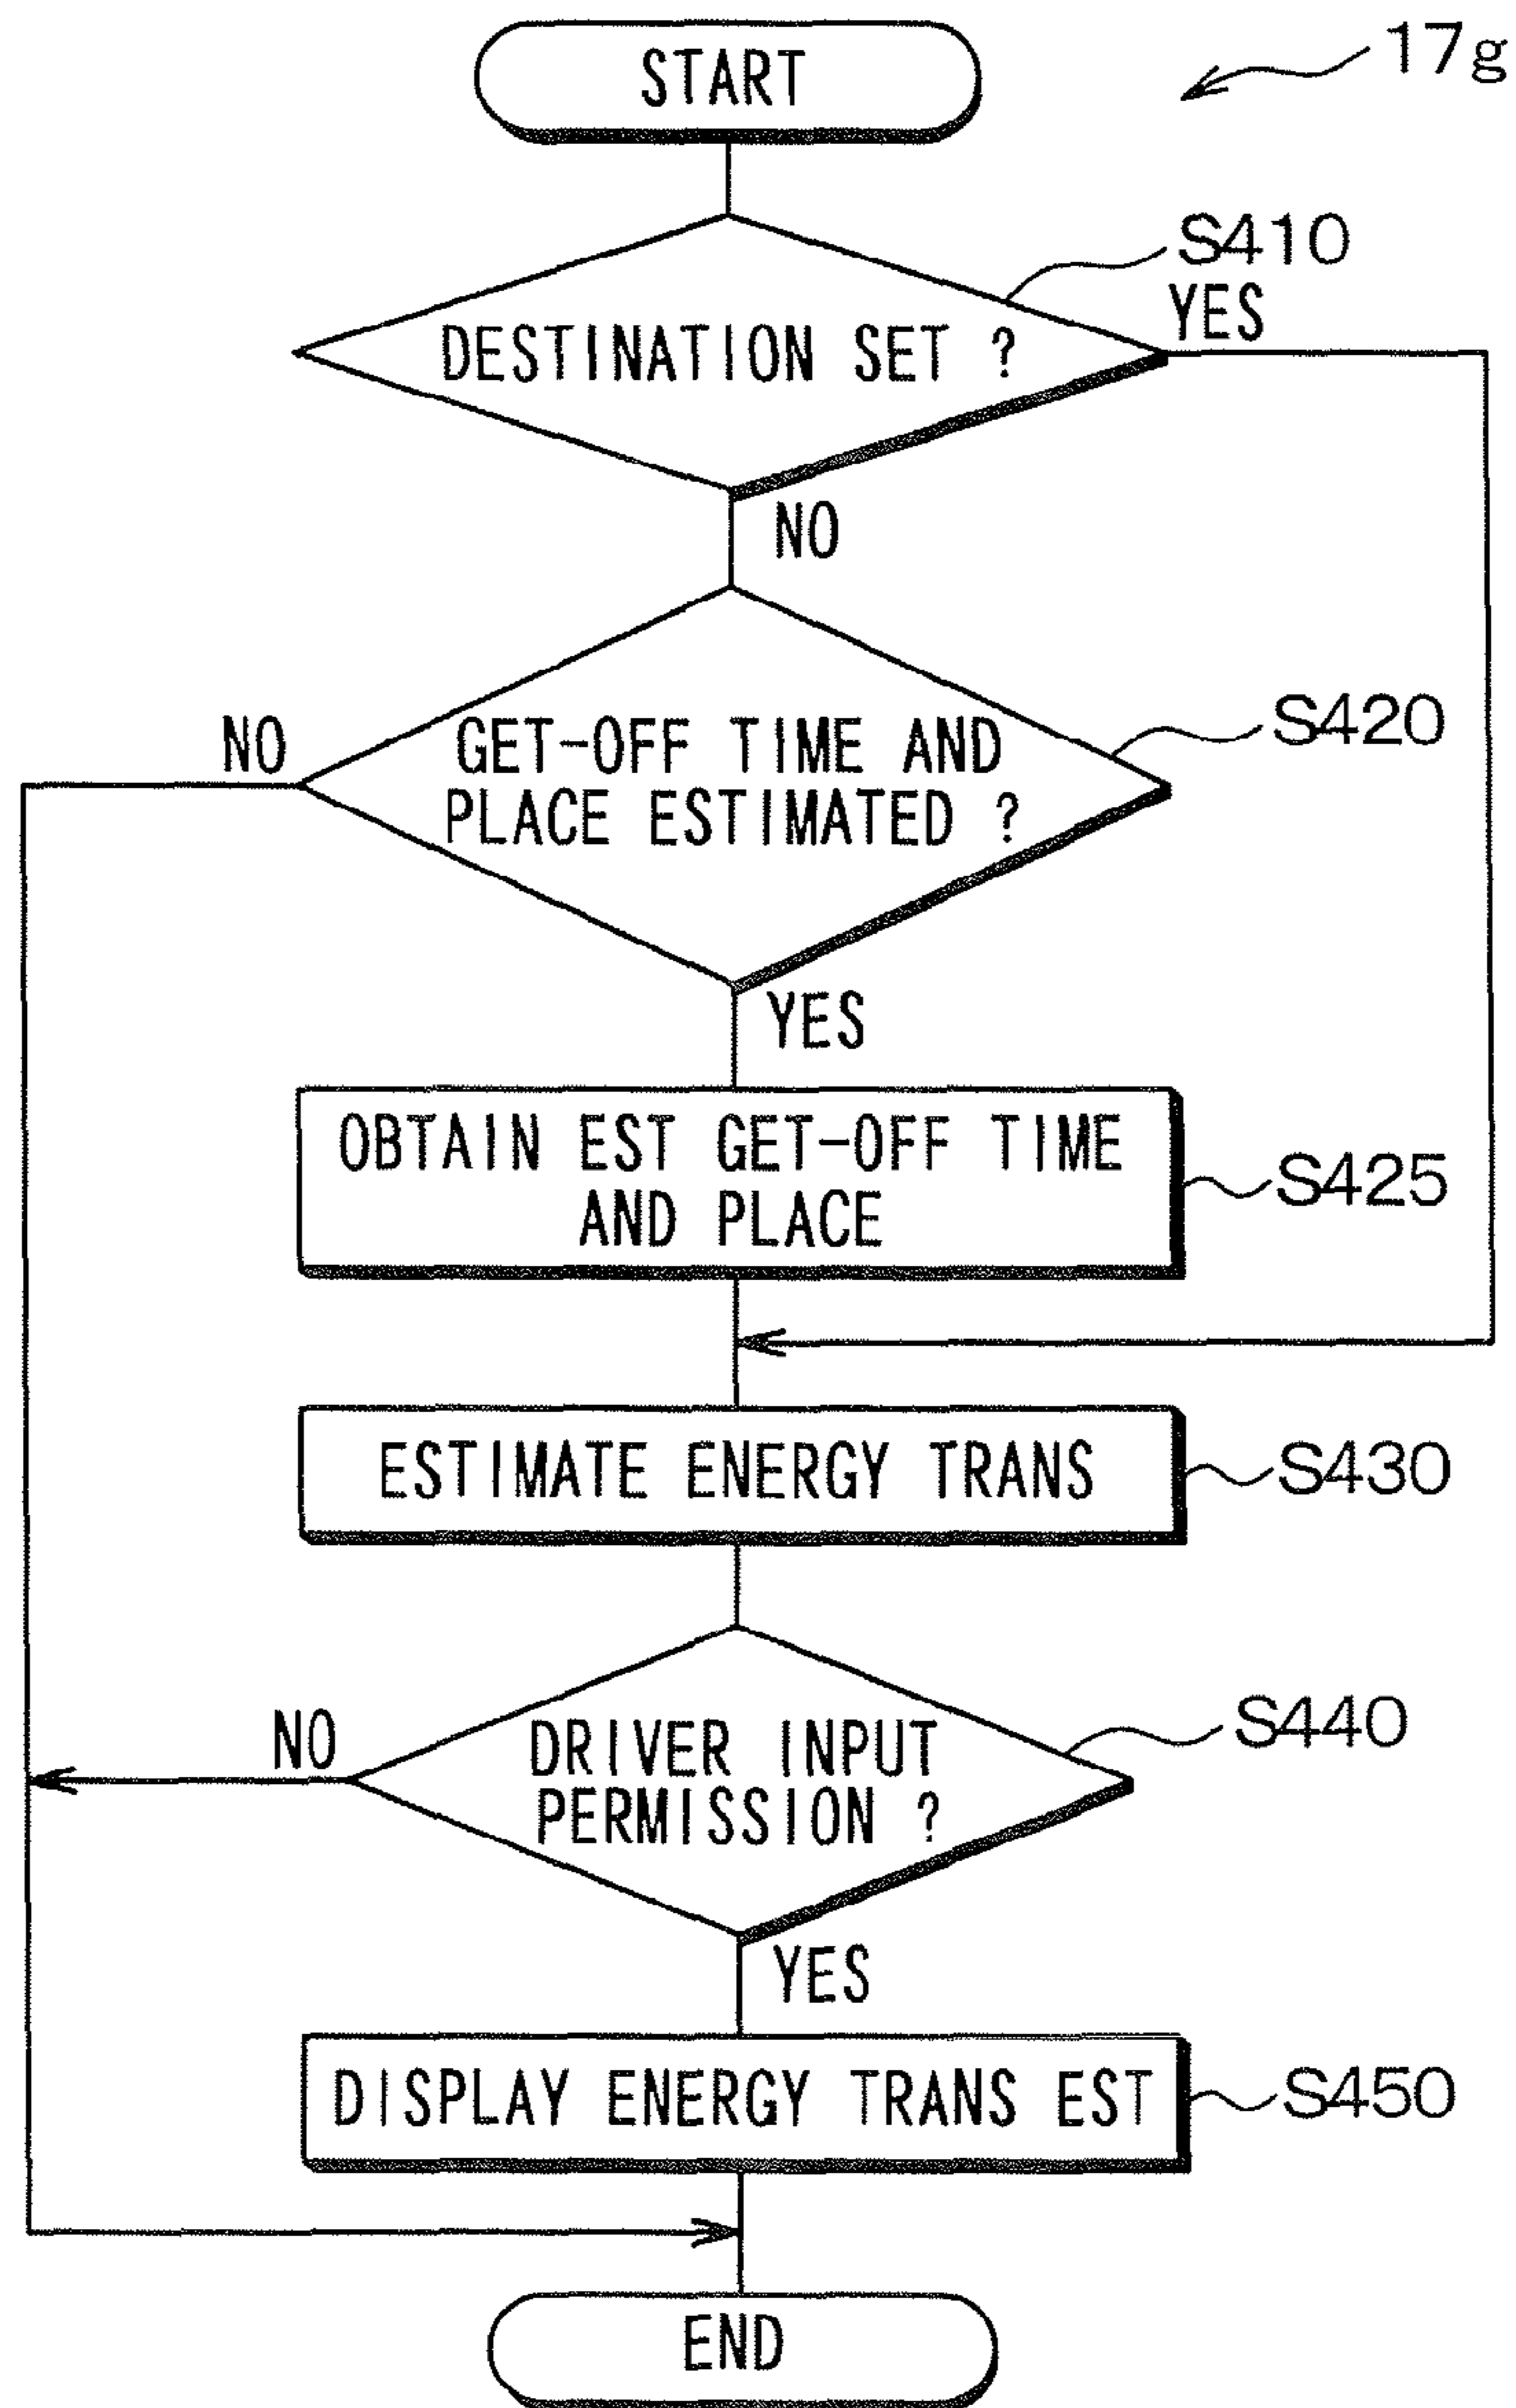 START
17g
S410
YES
DESTINATION SET ?
NO
NO
GET-OFF TIME AND
PLACE ESTIMATED ?
S420
YES
OBTAIN EST GET-OFF TIME
AND PLACE
S425
ESTIMATE ENERGY TRANS
S430
NO
DRIVER INPUT
PERMISSION ?
S440
YES
DISPLAY ENERGY TRANS EST
S450
END